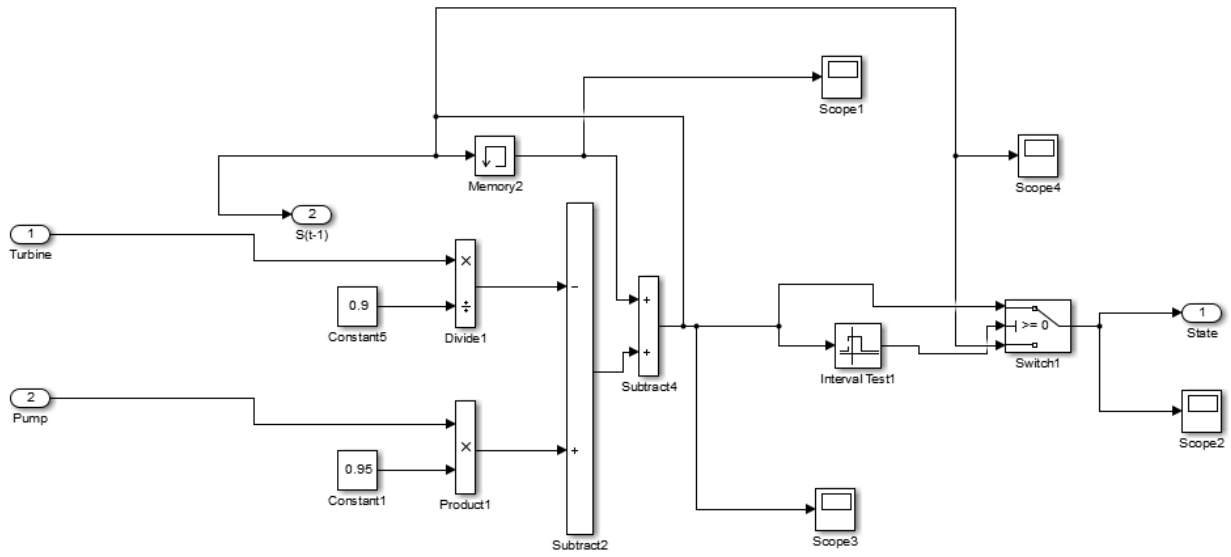 Scope1
Memory2
Scope4
2
S(t-1)
1
Turbine
×
÷
0.9
Constant5
Divide1
−
+
+
Subtract4
Interval Test1
>= 0
Switch1
1
State
2
Pump
×
0.95
Constant1
Product1
+
Subtract2
Scope3
Scope2